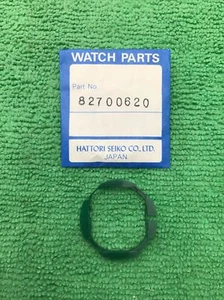 WATCH PARTS
Part No.
82700620
HATTORI SEIKO CO., LTD.
JAPAN